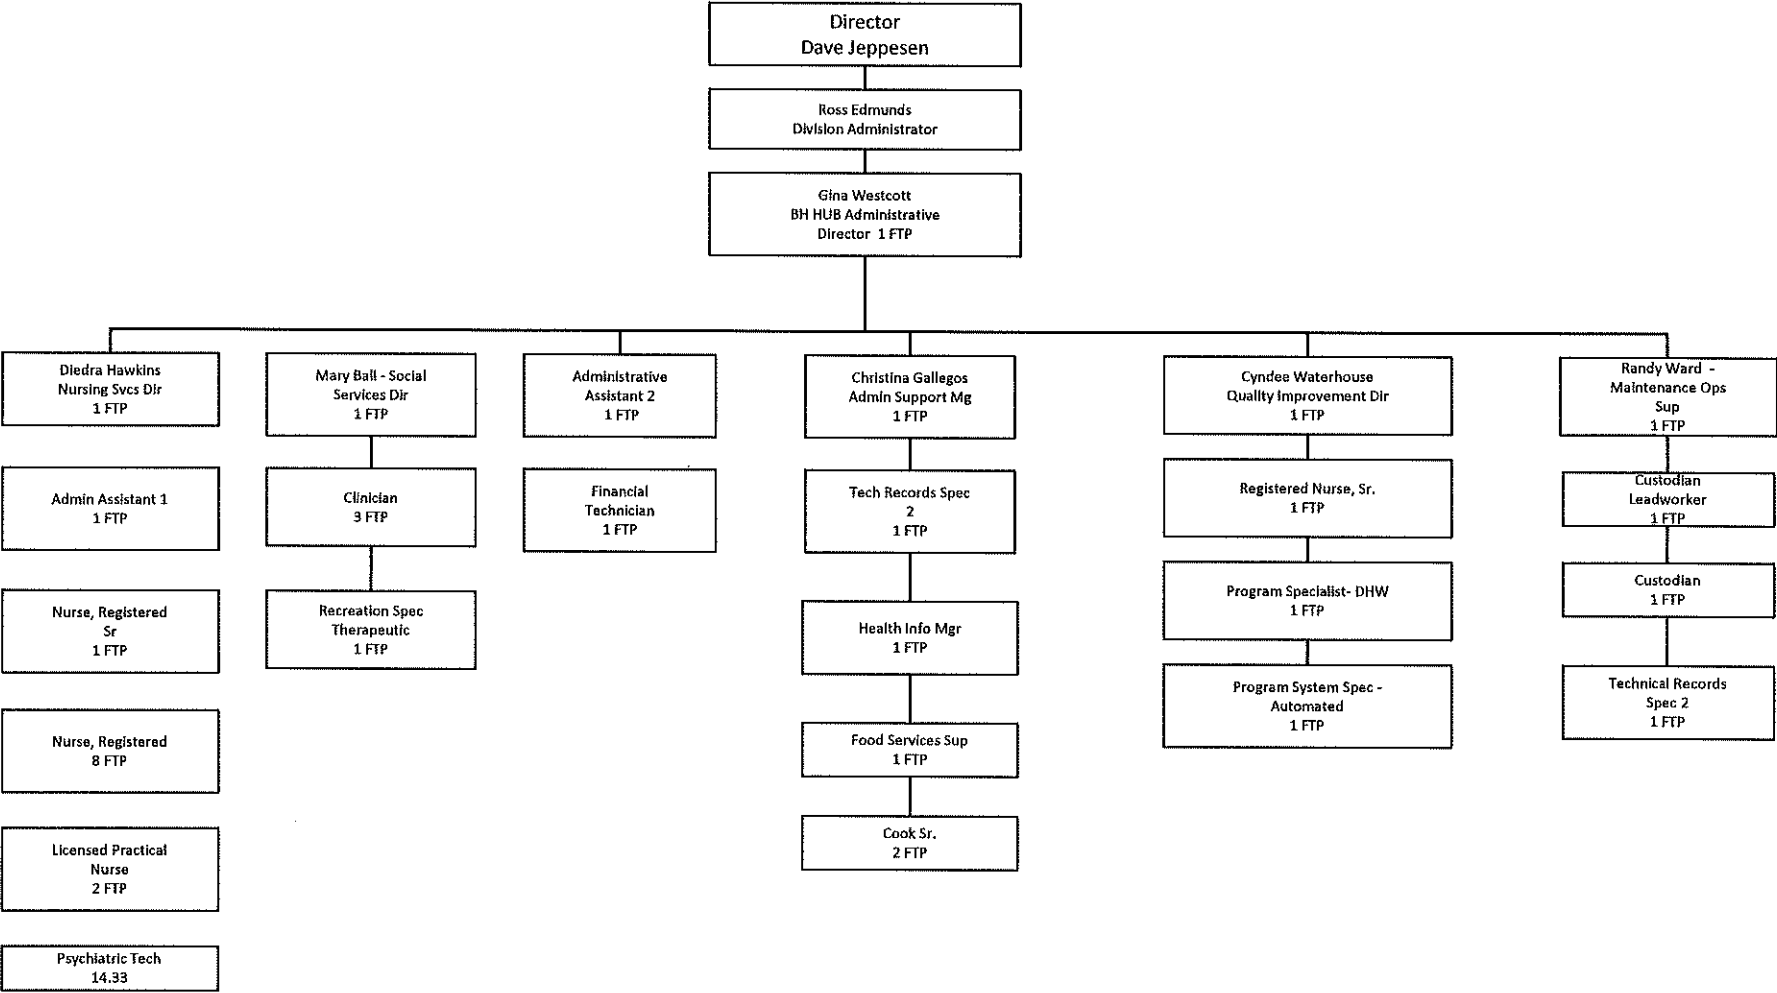 Director
Dave Jeppesen
Ross Edmunds
Division Administrator
Gina Westcott
BH HUB Administrative
Director 1 FTP
Diedra Hawkins
Nursing Svcs Dir
1 FTP
Admin Assistant 1
1 FTP
Nurse, Registered
Sr
1 FTP
Nurse, Registered
8 FTP
Licensed Practical
Nurse
2 FTP
Psychiatric Tech
14.33
Mary Ball - Social
Services Dir
1 FTP
Clinician
3 FTP
Recreation Spec
Therapeutic
1 FTP
Administrative
Assistant 2
1 FTP
Financial
Technician
1 FTP
Christina Gallegos
Admin Support Mg
1 FTP
Tech Records Spec
2
1 FTP
Health Info Mgr
1 FTP
Food Services Sup
1 FTP
Cook Sr.
2 FTP
Cyndee Waterhouse
Quality Improvement Dir
1 FTP
Registered Nurse, Sr.
1 FTP
Program Specialist- DHW
1 FTP
Program System Spec -
Automated
1 FTP
Randy Ward -
Maintenance Ops
Sup
1 FTP
Custodian
Leadworker
1 FTP
Custodian
1 FTP
Technical Records
Spec 2
1 FTP